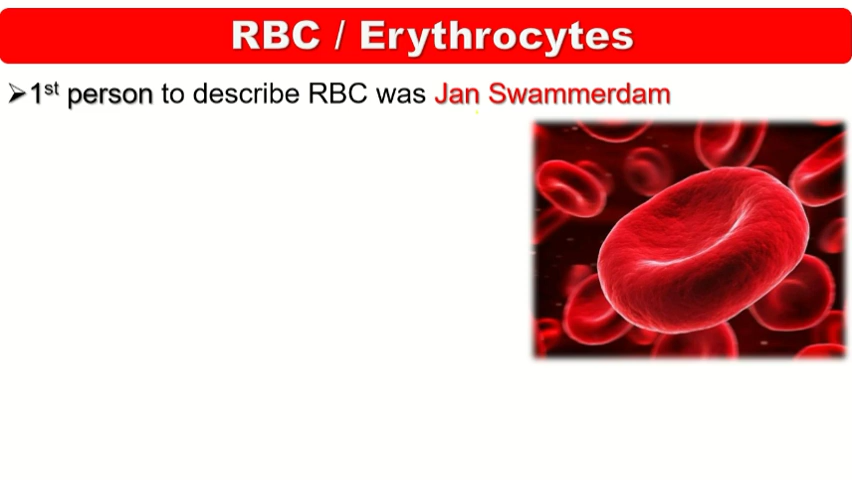 RBC / Erythrocytes
➢1st person to describe RBC was Jan Swammerdam